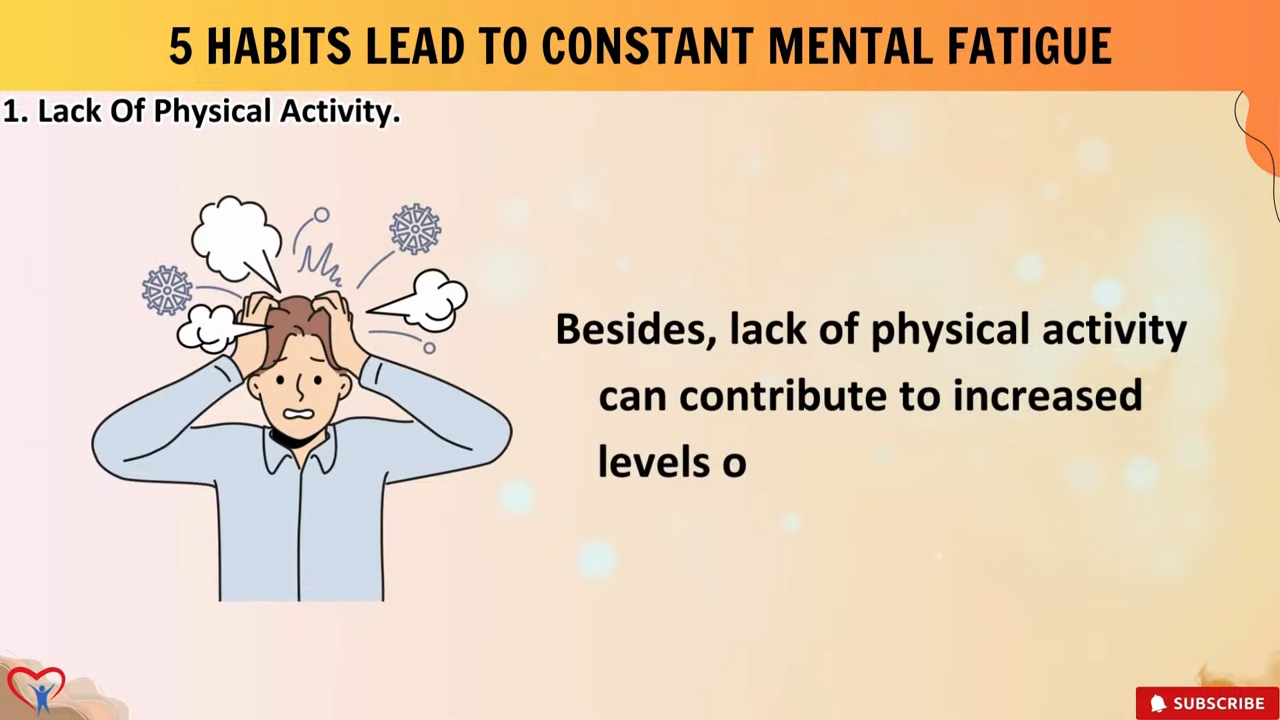 5 HABITS LEAD TO CONSTANT MENTAL FATIGUE
1. Lack Of Physical Activity.
Besides, lack of physical activity
can contribute to increased
levels o
SUBSCRIBE